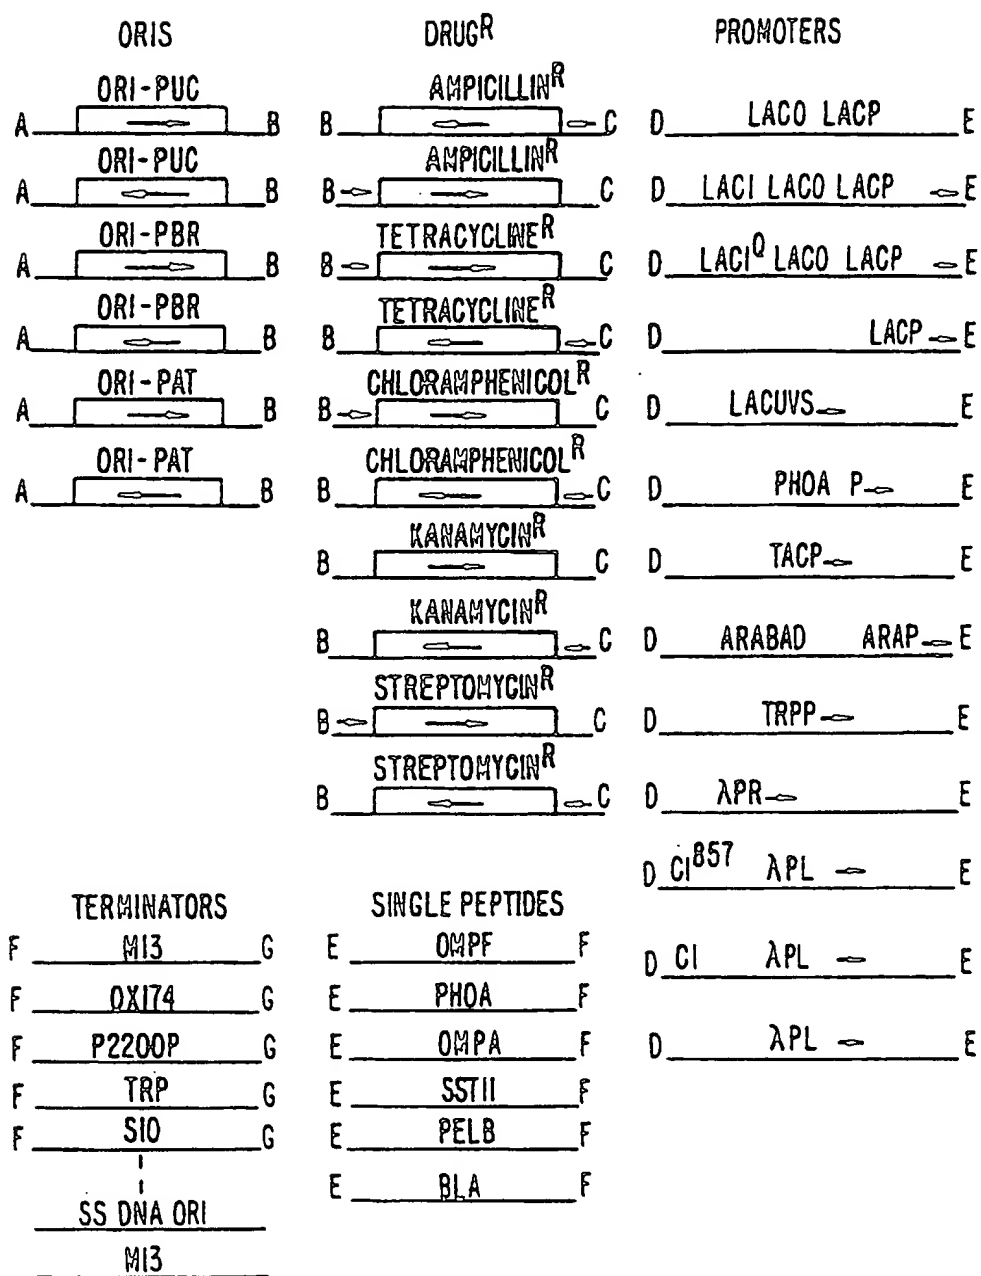 ORIS
ORI-PUC
A B
ORI-PUC
A B
ORI-PBR
A B
ORI-PBR
A B
ORI-PAT
A B
ORI-PAT
A B
DRUGR
AMPICILLINR
B C
AMPICILLINR
B C
TETRACYCLINER
B C
TETRACYCLINER
B C
CHLORAMPHENICOLR
B C
CHLORAMPHENICOLR
B C
KANAMYCINR
B C
KANAMYCINR
B C
STREPTOMYCINR
B C
STREPTOMYCINR
B C
PROMOTERS
D LACO LACP E
D LACI LACO LACP E
D LACIQ LACO LACP E
D LACP E
D LACUVS E
D PHOA P E
D TACP E
D ARABAD ARAP E
D TRPP E
D λPR E
D CI857 λPL E
D CI λPL E
D λPL E
TERMINATORS
F M13 G
F OX174 G
F P22OOP G
F TRP G
F S10 G
SS DNA ORI
M13
SINGLE PEPTIDES
E OMPF F
E PHOA F
E OMPA F
E SSTII F
E PELB F
E BLA F